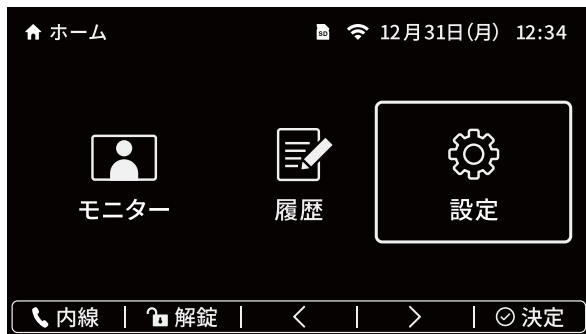 ホーム SD 12月31日(月) 12:34
モニター 履歴 設定
内線 | 解錠 | < | > | 決定